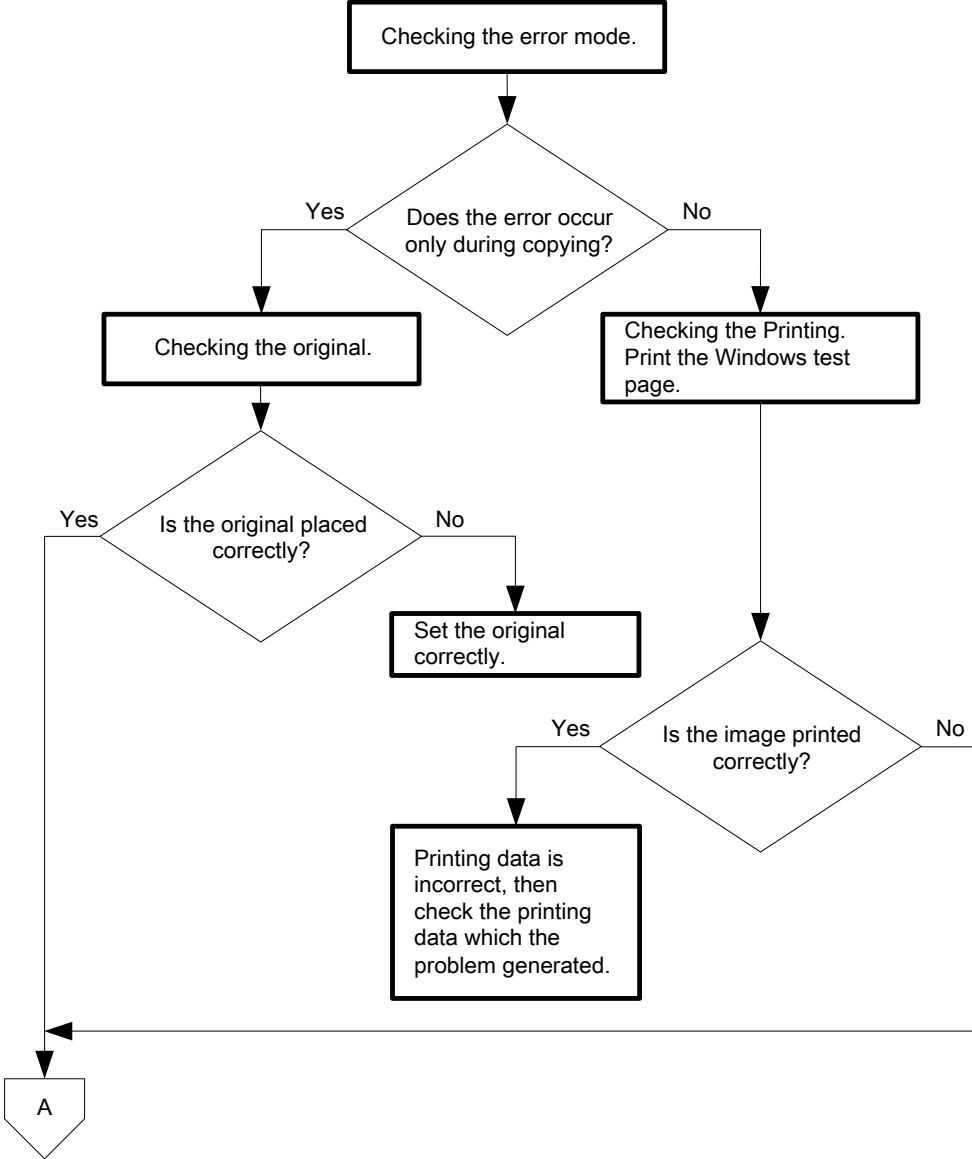 Checking the error mode.
Does the error occur
only during copying?
Yes
No
Checking the original.
Checking the Printing.
Print the Windows test
page.
Is the original placed
correctly?
Yes
No
Set the original
correctly.
Is the image printed
correctly?
Yes
No
Printing data is
incorrect, then
check the printing
data which the
problem generated.
A